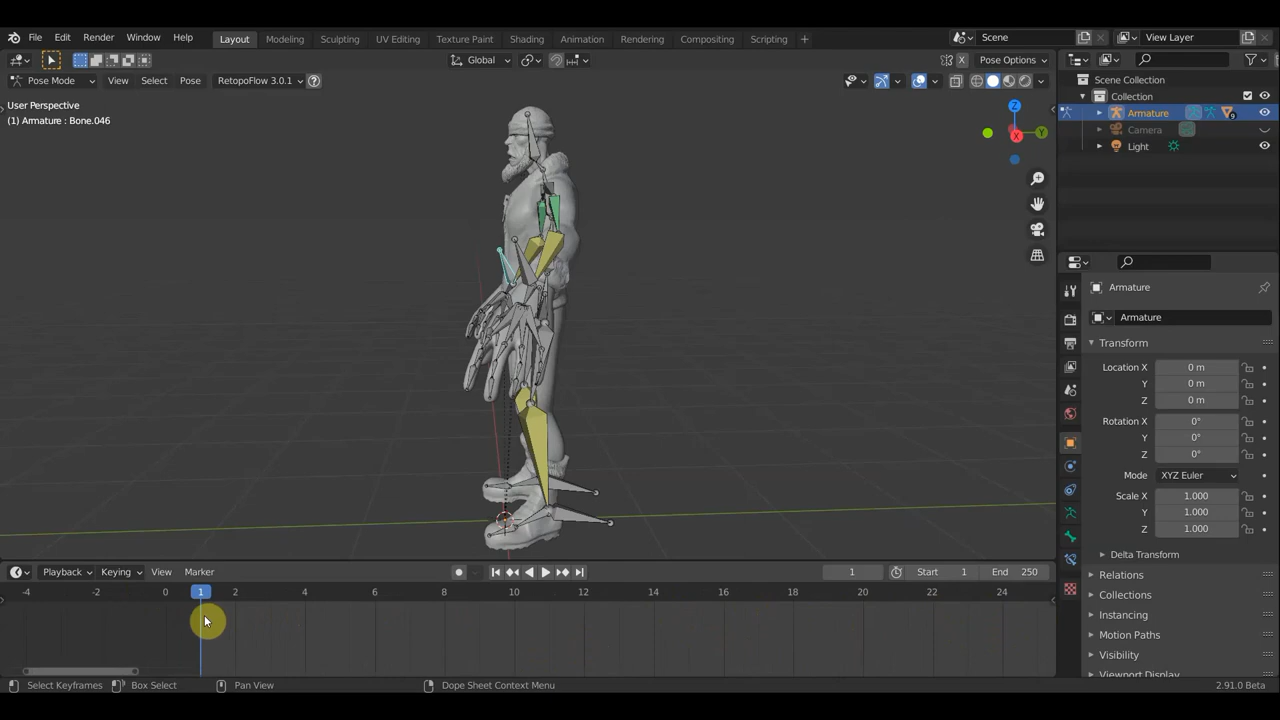 File Edit Render Window Help Layout Modeling Sculpting UV Editing Texture Paint Shading Animation Rendering Compositing Scripting + Scene View Layer
Global Pose Options
Pose Mode View Select Pose RetopoFlow 3.0.1 ?
User Perspective
(1) Armature : Bone.046
Z
Y
X
Scene Collection
Collection
Armature
9
Camera
Light
Armature
Armature
Transform
Location X 0 m
Y 0 m
Z 0 m
Rotation X 0°
Y 0°
Z 0°
Mode XYZ Euler
Scale X 1.000
Y 1.000
Z 1.000
Delta Transform
Relations
Collections
Instancing
Motion Paths
Visibility
Viewport Display
Playback Keying View Marker 1 Start 1 End 250
-4 -2 0 1 2 4 6 8 10 12 14 16 18 20 22 24
Select Keyframes Box Select Pan View Dope Sheet Context Menu 2.91.0 Beta